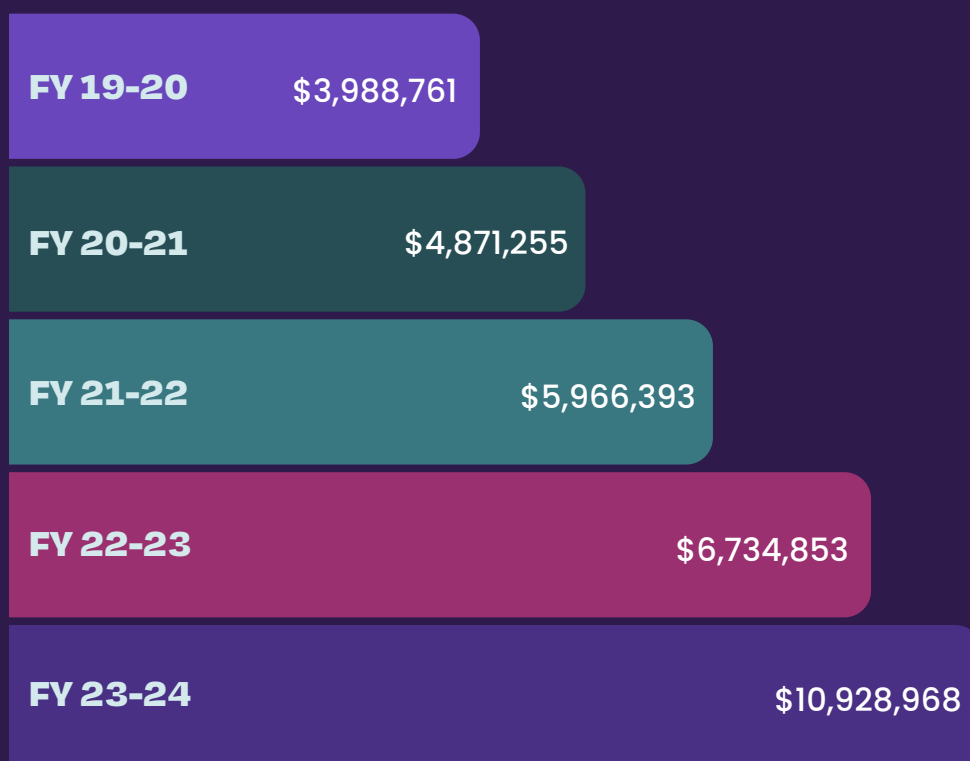 FY 19-20 $3,988,761
FY 20-21 $4,871,255
FY 21-22 $5,966,393
FY 22-23 $6,734,853
FY 23-24 $10,928,968